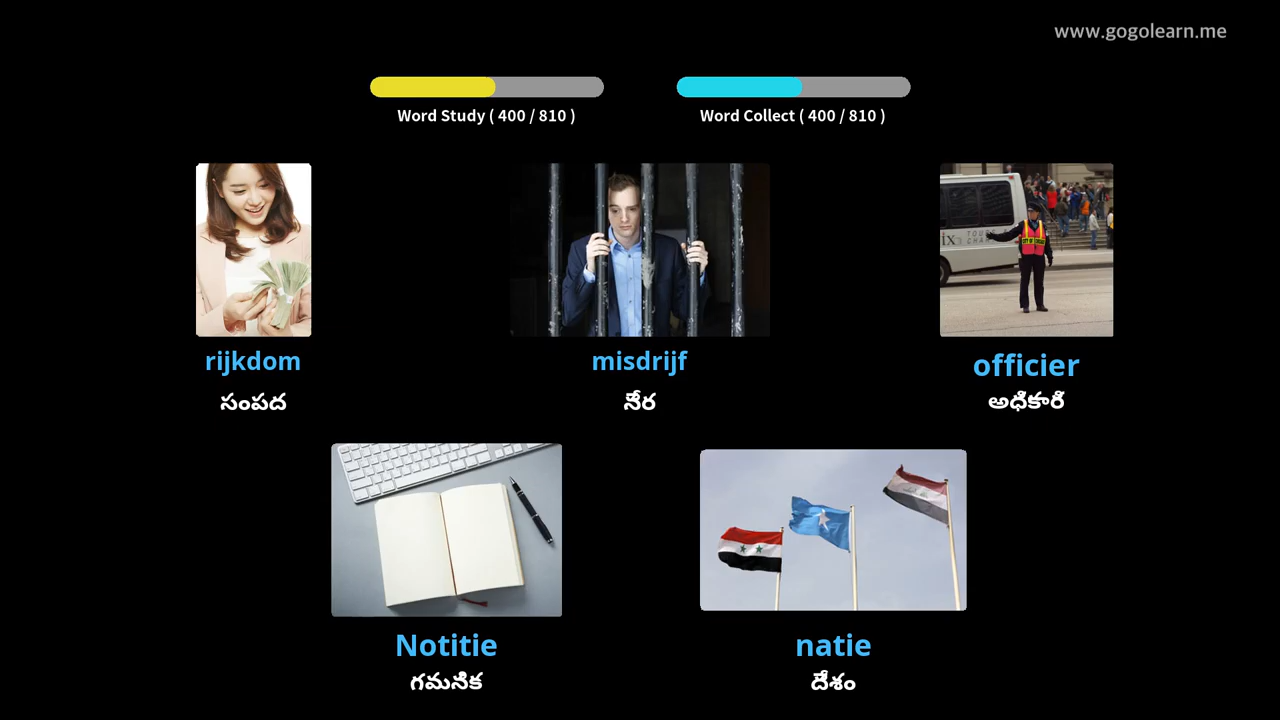 www.gogolearn.me
Word Study ( 400 / 810 )
Word Collect ( 400 / 810 )
rijkdom
misdrijf
officier
సంపద
నేర
అధికారి
Notitie
natie
గమనిక
దేశం